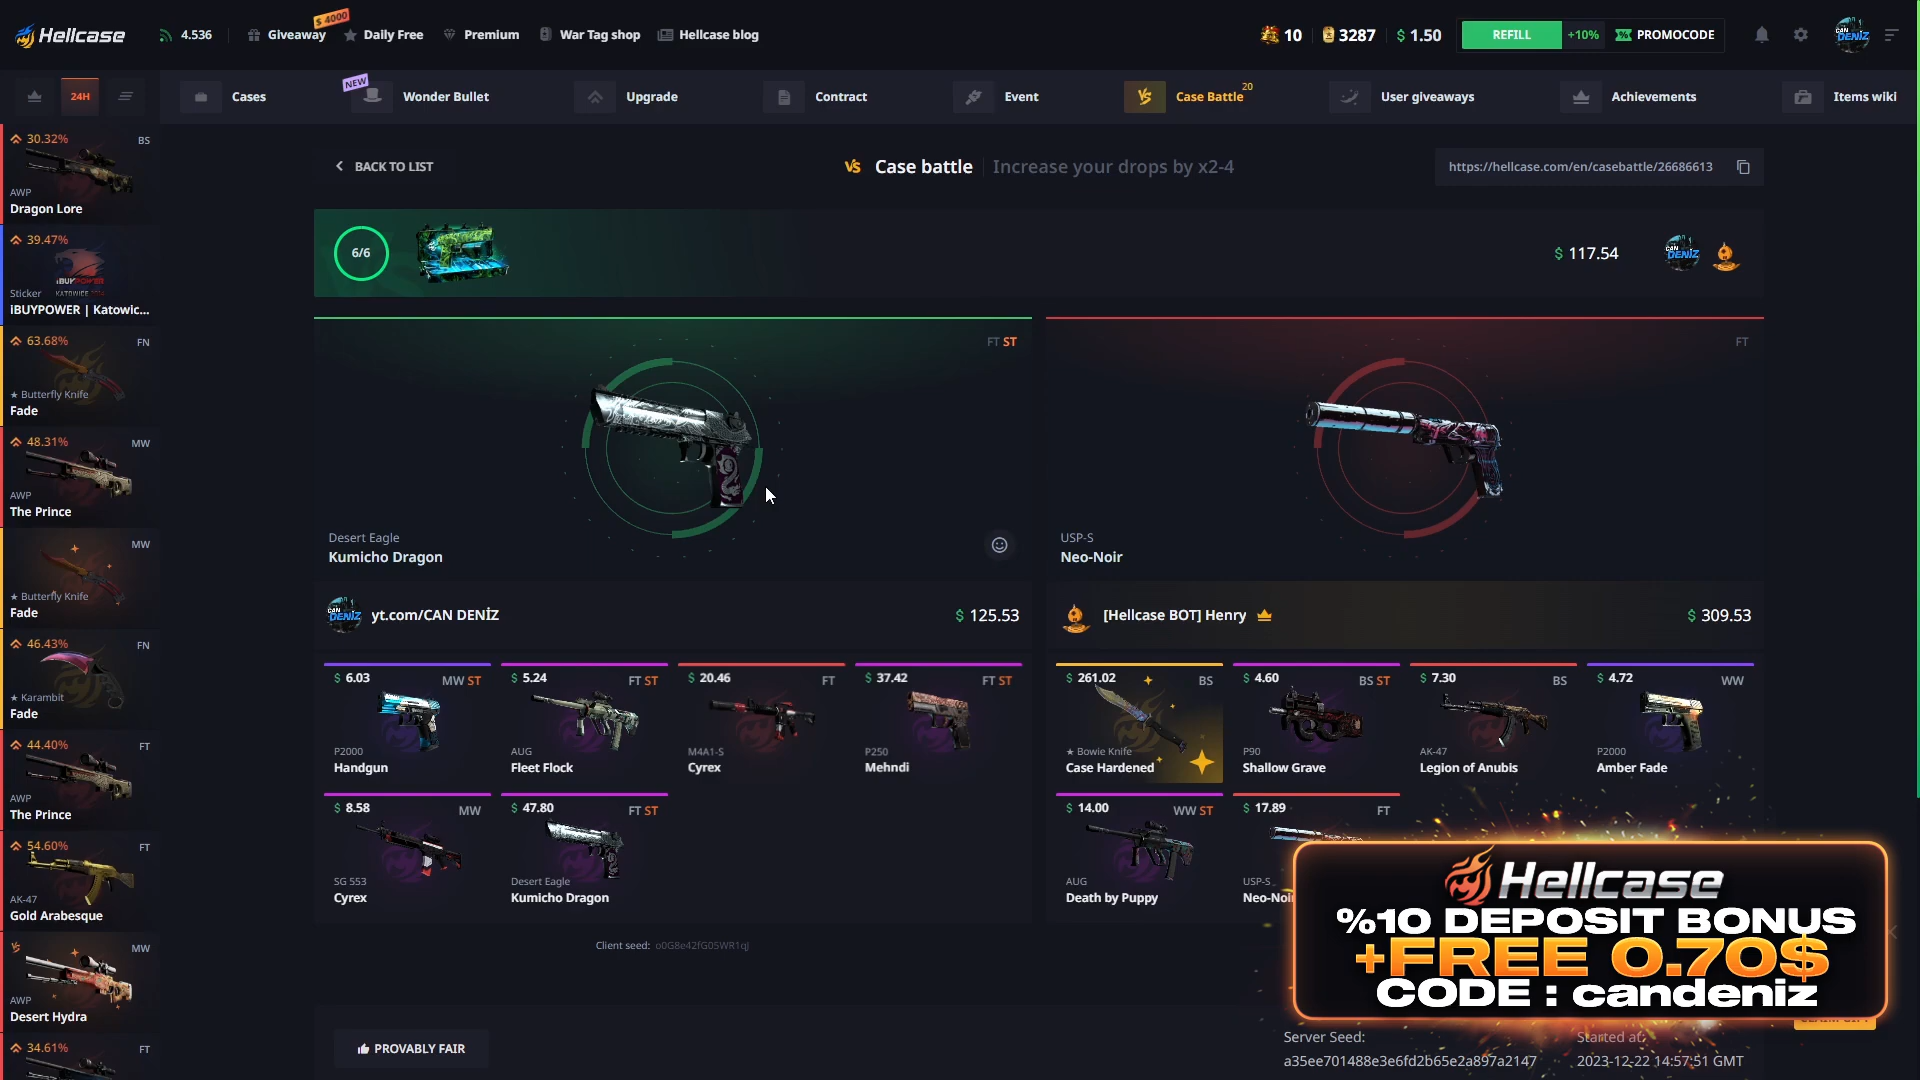 Hellcase
4.536
Giveaway
$ 4000
Daily Free
Premium
War Tag shop
Hellcase blog
10
3287
$ 1.50
REFILL
+10%
PROMOCODE
CAN DENIZ
24H
Cases
NEW
Wonder Bullet
Upgrade
Contract
Event
Case Battle 20
User giveaways
Achievements
Items wiki
30.32%
BS
AWP
Dragon Lore
39.47%
iBUYPOWER
Sticker
iBUYPOWER | Katowic...
63.68%
FN
★ Butterfly Knife
Fade
48.31%
MW
AWP
The Prince
MW
★ Butterfly Knife
Fade
46.43%
FN
★ Karambit
Fade
44.40%
FT
AWP
The Prince
54.60%
FT
AK-47
Gold Arabesque
MW
AWP
Desert Hydra
34.61%
FT
BACK TO LIST
VS Case battle
Increase your drops by x2-4
https://hellcase.com/en/casebattle/26686613
6/6
$ 117.54
CAN DENIZ
FT ST
Desert Eagle
Kumicho Dragon
FT
USP-S
Neo-Noir
CAN DENIZ
yt.com/CAN DENİZ
$ 125.53
[Hellcase BOT] Henry
$ 309.53
$ 6.03
MW ST
P2000
Handgun
$ 5.24
FT ST
AUG
Fleet Flock
$ 20.46
FT
M4A1-S
Cyrex
$ 37.42
FT ST
P250
Mehndi
$ 261.02
BS
★ Bowie Knife
Case Hardened
$ 4.60
BS ST
P90
Shallow Grave
$ 7.30
BS
AK-47
Legion of Anubis
$ 4.72
WW
P2000
Amber Fade
$ 8.58
MW
SG 553
Cyrex
$ 47.80
FT ST
Desert Eagle
Kumicho Dragon
$ 14.00
WW ST
AUG
Death by Puppy
$ 17.89
FT
USP-S
Neo-Noir
Hellcase
%10 DEPOSIT BONUS
+FREE 0.70$
CODE : candeniz
Client seed: o0G8e42fG05WR1qJ
PROVABLY FAIR
Server Seed:
a35ee701488e3e6fd2b65e2a897a2147
Started at:
2023-12-22 14:57:51 GMT